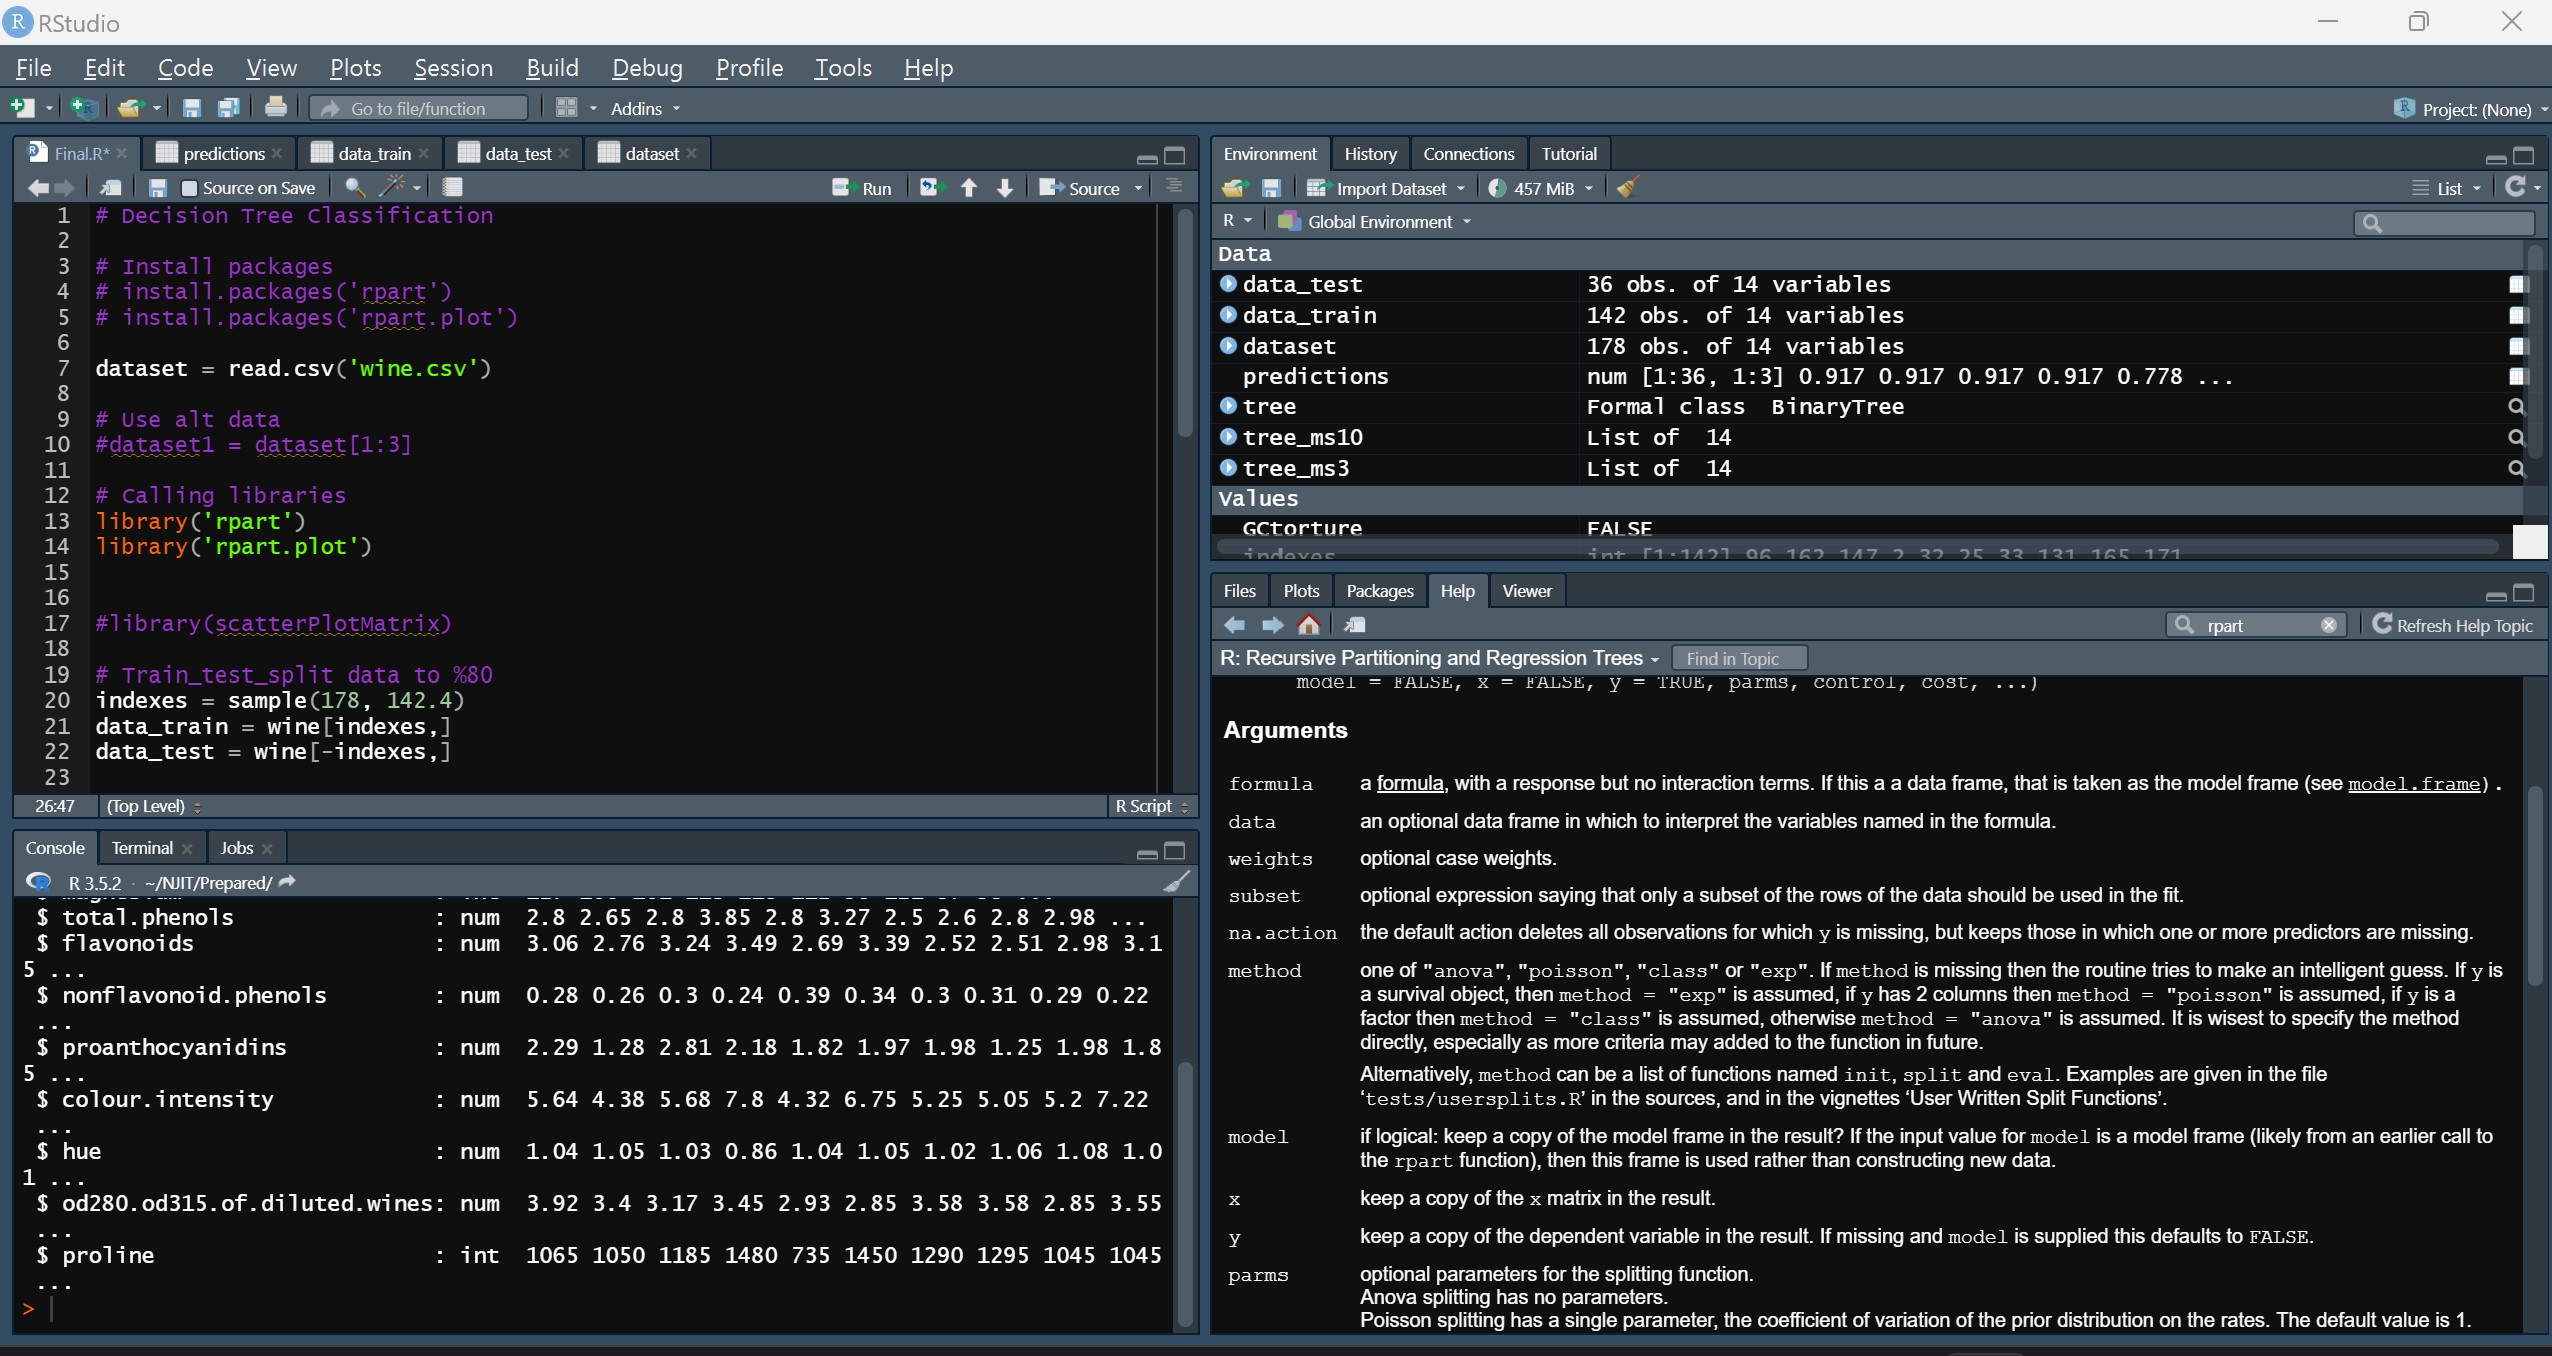 RStudio
File Edit Code View Plots Session Build Debug Profile Tools Help
Go to file/function Addins Project: (None)
Final.R* predictions data_train data_test dataset
Source on Save Run Source
1 # Decision Tree Classification
2
3 # Install packages
4 # install.packages('rpart')
5 # install.packages('rpart.plot')
6
7 dataset = read.csv('wine.csv')
8
9 # Use alt data
10 #dataset1 = dataset[1:3]
11
12 # Calling libraries
13 library('rpart')
14 library('rpart.plot')
15
16
17 #library(scatterPlotMatrix)
18
19 # Train_test_split data to %80
20 indexes = sample(178, 142.4)
21 data_train = wine[indexes,]
22 data_test = wine[-indexes,]
23
26:47 (Top Level) R Script
Console Terminal Jobs
R 3.5.2 · ~/NJIT/Prepared/
$ total.phenols : num 2.8 2.65 2.8 3.85 2.8 3.27 2.5 2.6 2.8 2.98 ...
$ flavonoids : num 3.06 2.76 3.24 3.49 2.69 3.39 2.52 2.51 2.98 3.1
5 ...
$ nonflavonoid.phenols : num 0.28 0.26 0.3 0.24 0.39 0.34 0.3 0.31 0.29 0.22
...
$ proanthocyanidins : num 2.29 1.28 2.81 2.18 1.82 1.97 1.98 1.25 1.98 1.8
5 ...
$ colour.intensity : num 5.64 4.38 5.68 7.8 4.32 6.75 5.25 5.05 5.2 7.22
...
$ hue : num 1.04 1.05 1.03 0.86 1.04 1.05 1.02 1.06 1.08 1.0
1 ...
$ od280.od315.of.diluted.wines: num 3.92 3.4 3.17 3.45 2.93 2.85 3.58 3.58 2.85 3.55
...
$ proline : int 1065 1050 1185 1480 735 1450 1290 1295 1045 1045
...
>
Environment History Connections Tutorial
Import Dataset 457 MiB List
R Global Environment
Data
data_test 36 obs. of 14 variables
data_train 142 obs. of 14 variables
dataset 178 obs. of 14 variables
predictions num [1:36, 1:3] 0.917 0.917 0.917 0.917 0.778 ...
tree Formal class BinaryTree
tree_ms10 List of 14
tree_ms3 List of 14
Values
GCtorture FALSE
indexes int [1:142] 96 162 147 2 32 25 33 131 165 171
Files Plots Packages Help Viewer
rpart Refresh Help Topic
R: Recursive Partitioning and Regression Trees Find in Topic
model = FALSE, x = FALSE, y = TRUE, parms, control, cost, ...)
Arguments
formula a formula, with a response but no interaction terms. If this a a data frame, that is taken as the model frame (see model.frame).
data an optional data frame in which to interpret the variables named in the formula.
weights optional case weights.
subset optional expression saying that only a subset of the rows of the data should be used in the fit.
na.action the default action deletes all observations for which y is missing, but keeps those in which one or more predictors are missing.
method one of "anova", "poisson", "class" or "exp". If method is missing then the routine tries to make an intelligent guess. If y is
a survival object, then method = "exp" is assumed, if y has 2 columns then method = "poisson" is assumed, if y is a
factor then method = "class" is assumed, otherwise method = "anova" is assumed. It is wisest to specify the method
directly, especially as more criteria may added to the function in future.
Alternatively, method can be a list of functions named init, split and eval. Examples are given in the file
‘tests/usersplits.R’ in the sources, and in the vignettes ‘User Written Split Functions’.
model if logical: keep a copy of the model frame in the result? If the input value for model is a model frame (likely from an earlier call to
the rpart function), then this frame is used rather than constructing new data.
x keep a copy of the x matrix in the result.
y keep a copy of the dependent variable in the result. If missing and model is supplied this defaults to FALSE.
parms optional parameters for the splitting function.
Anova splitting has no parameters.
Poisson splitting has a single parameter, the coefficient of variation of the prior distribution on the rates. The default value is 1.